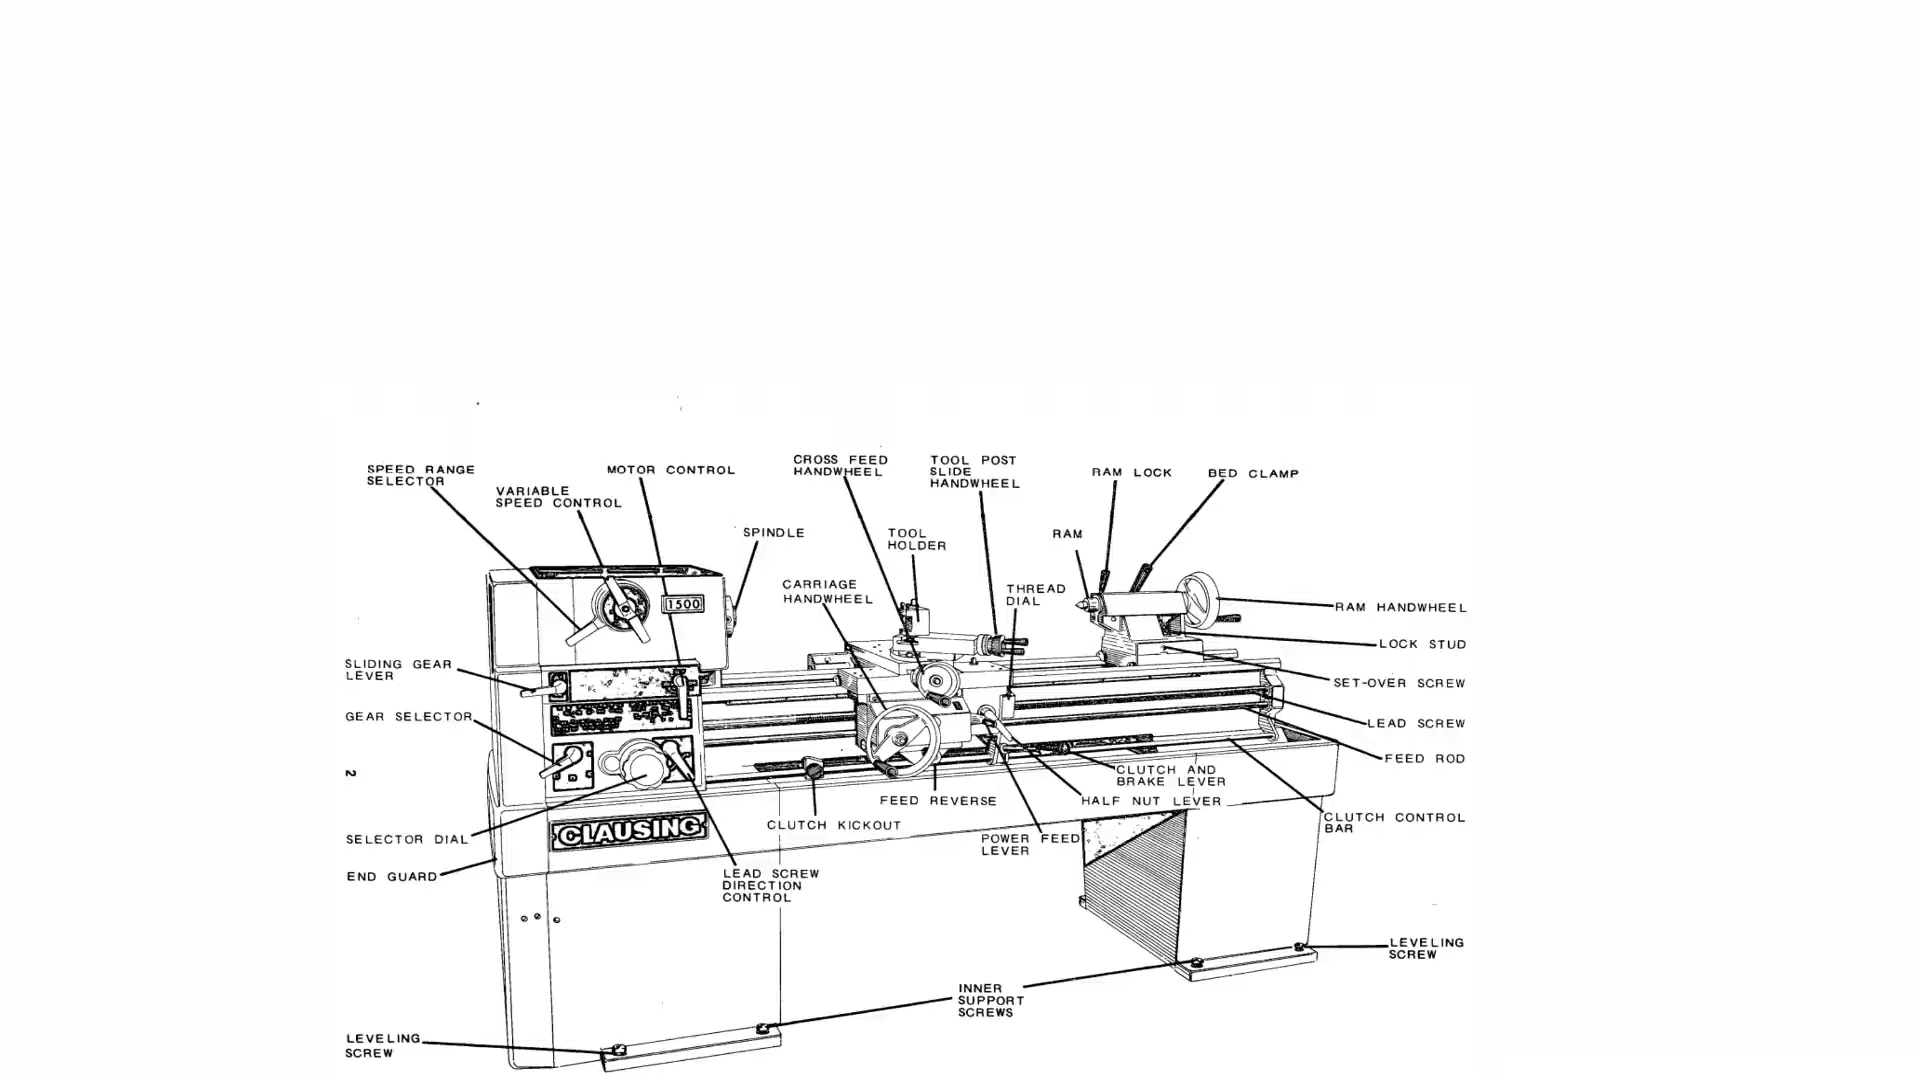 SPEED RANGE
SELECTOR
VARIABLE
SPEED CONTROL
MOTOR CONTROL
SPINDLE
CROSS FEED
HANDWHEEL
TOOL POST
SLIDE
HANDWHEEL
TOOL
HOLDER
CARRIAGE
HANDWHEEL
THREAD
DIAL
RAM
RAM LOCK
BED CLAMP
RAM HANDWHEEL
LOCK STUD
SET-OVER SCREW
LEAD SCREW
FEED ROD
CLUTCH CONTROL
BAR
1500
SLIDING GEAR
LEVER
GEAR SELECTOR
2
SELECTOR DIAL
END GUARD
CLAUSING
CLUTCH AND
BRAKE LEVER
HALF NUT LEVER
FEED REVERSE
CLUTCH KICKOUT
POWER FEED
LEVER
LEAD SCREW
DIRECTION
CONTROL
LEVELING
SCREW
INNER
SUPPORT
SCREWS
LEVELING
SCREW